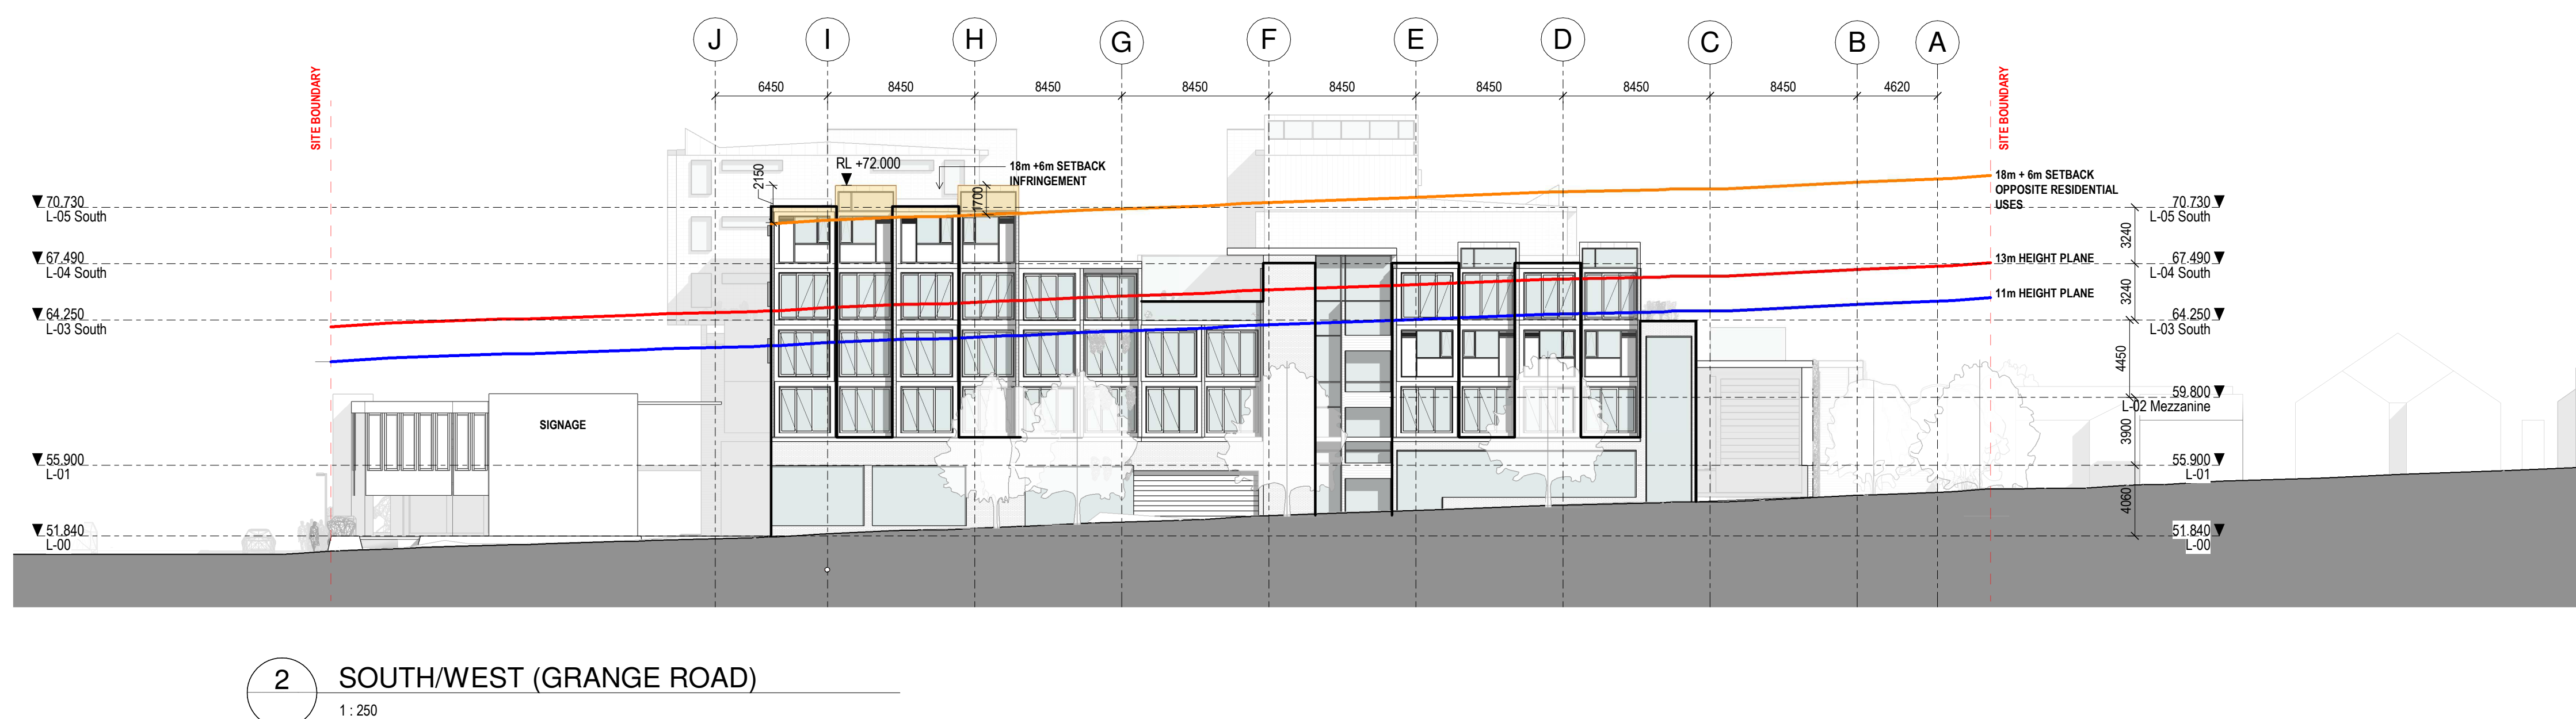 J I H G F E D C B A
6450 8450 8450 8450 8450 8450 8450 8450 4620
SITE BOUNDARY
SITE BOUNDARY
2150
RL +72.000
18m +6m SETBACK
INFRINGEMENT
1700
18m + 6m SETBACK
OPPOSITE RESIDENTIAL
USES
70.730
L-05 South
70.730
L-05 South
3240
67.490
L-04 South
13m HEIGHT PLANE
67.490
L-04 South
3240
11m HEIGHT PLANE
64.250
L-03 South
64.250
L-03 South
4450
59.800
L-02 Mezzanine
SIGNAGE
3900
55.900
L-01
55.900
L-01
4060
51.840
L-00
51.840
L-00
2 SOUTH/WEST (GRANGE ROAD)
1 : 250